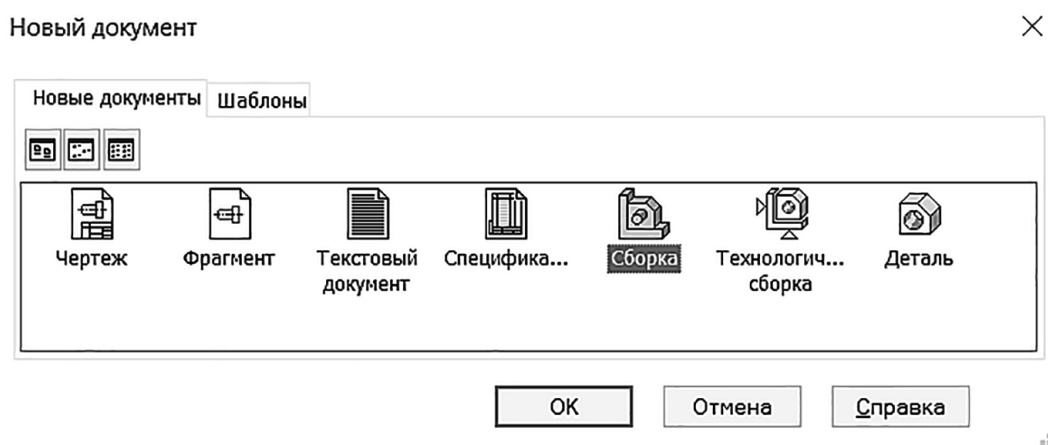 Новый документ
Новые документы Шаблоны
Чертеж Фрагмент Текстовый документ Специфика... Сборка Технологич... сборка Деталь
OK Отмена Справка